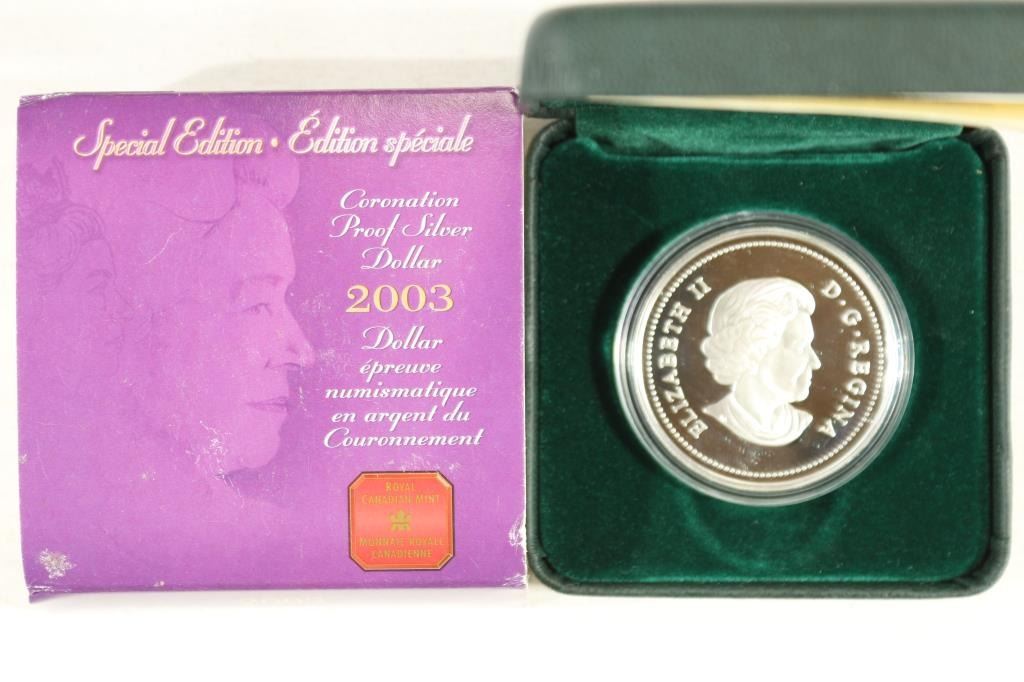 Special Edition • Édition spéciale
Coronation
Proof Silver
Dollar
2003
Dollar
épreuve
numismatique
en argent du
Couronnement
ROYAL
CANADIAN MINT
MONNAIE ROYALE
CANADIENNE
ELIZABETH II D·G·REGINA